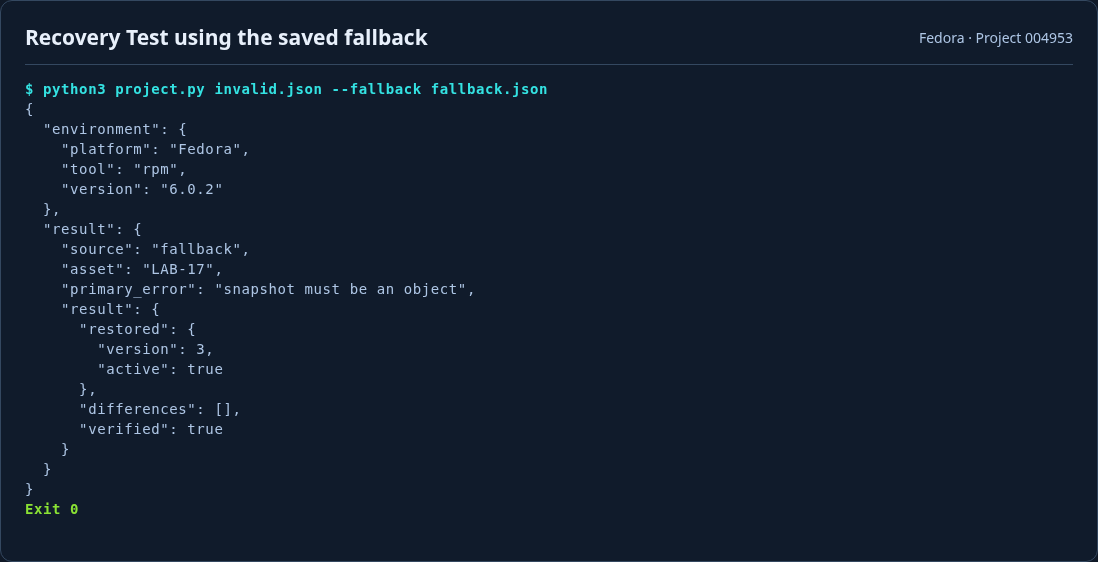 Recovery Test using the saved fallback
Fedora · Project 004953
$ python3 project.py invalid.json --fallback fallback.json
{
  "environment": {
    "platform": "Fedora",
    "tool": "rpm",
    "version": "6.0.2"
  },
  "result": {
    "source": "fallback",
    "asset": "LAB-17",
    "primary_error": "snapshot must be an object",
    "result": {
      "restored": {
        "version": 3,
        "active": true
      },
      "differences": [],
      "verified": true
    }
  }
}
Exit 0